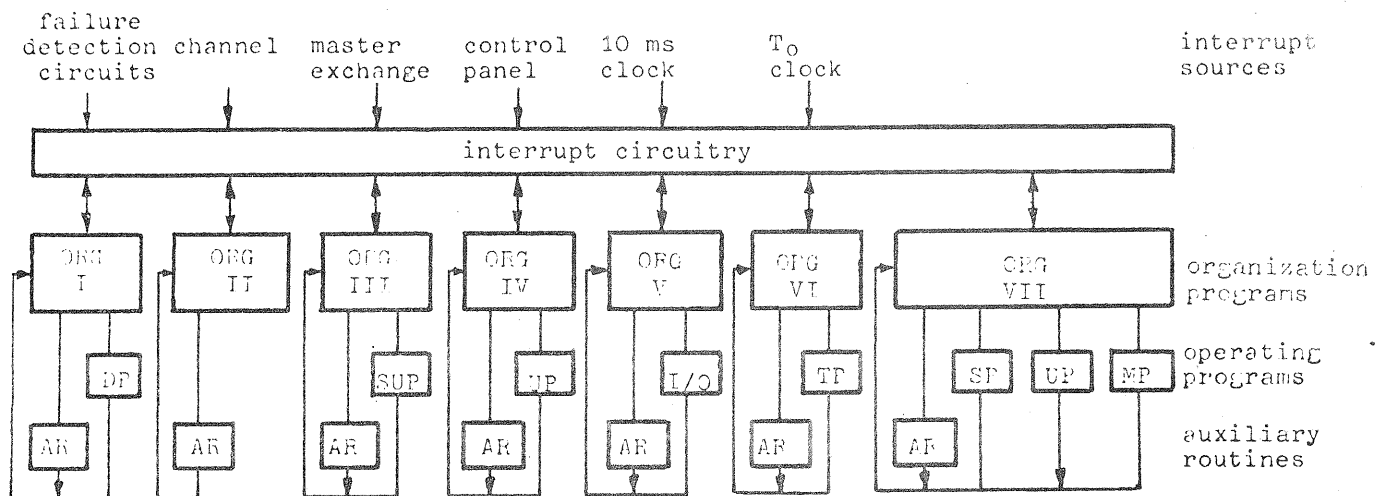 failure detection circuits
channel
master exchange
control panel
10 ms clock
T0 clock
interrupt sources
interrupt circuitry
ORG I
ORG II
ORG III
ORG IV
ORG V
ORG VI
ORG VII
organization programs
DP
SUP
UP
I/O
TP
SP
UP
MP
operating programs
AR
AR
AR
AR
AR
AR
AR
auxiliary routines